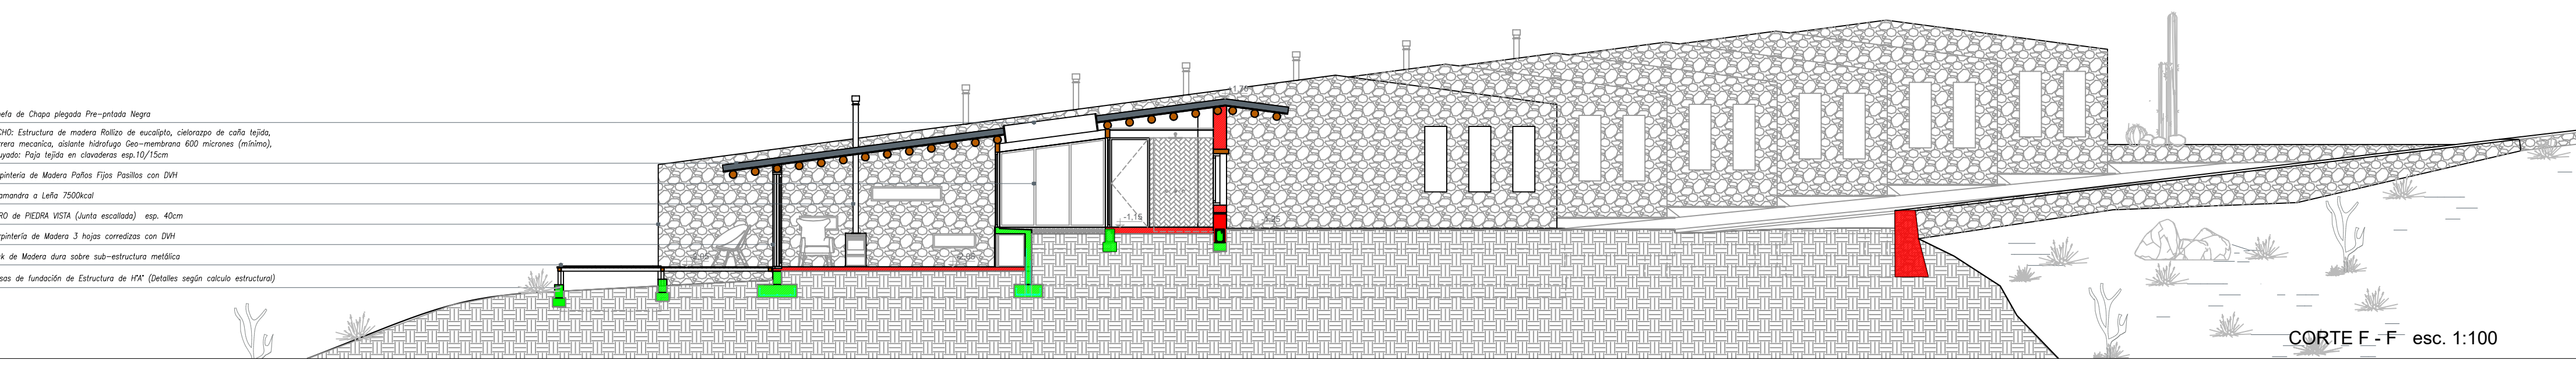 efa de Chapa plegada Pre-pntada Negra
CHO: Estructura de madera Rollizo de eucalipto, cielorazpo de caña tejida,
rrera mecanica, aislante hidrofugo Geo-membrana 600 micrones (mínimo),
uyado: Paja tejida en clavaderas esp.10/15cm
pintería de Madera Paños Fijos Pasillos con DVH
amandra a Leña 7500kcal
RO de PIEDRA VISTA (Junta escallada) esp. 40cm
rpintería de Madera 3 hojas corredizas con DVH
k de Madera dura sobre sub-estructura metálica
sas de fundación de Estructura de H°A° (Detalles según calculo estructural)
-1.15
CORTE F - F esc. 1:100